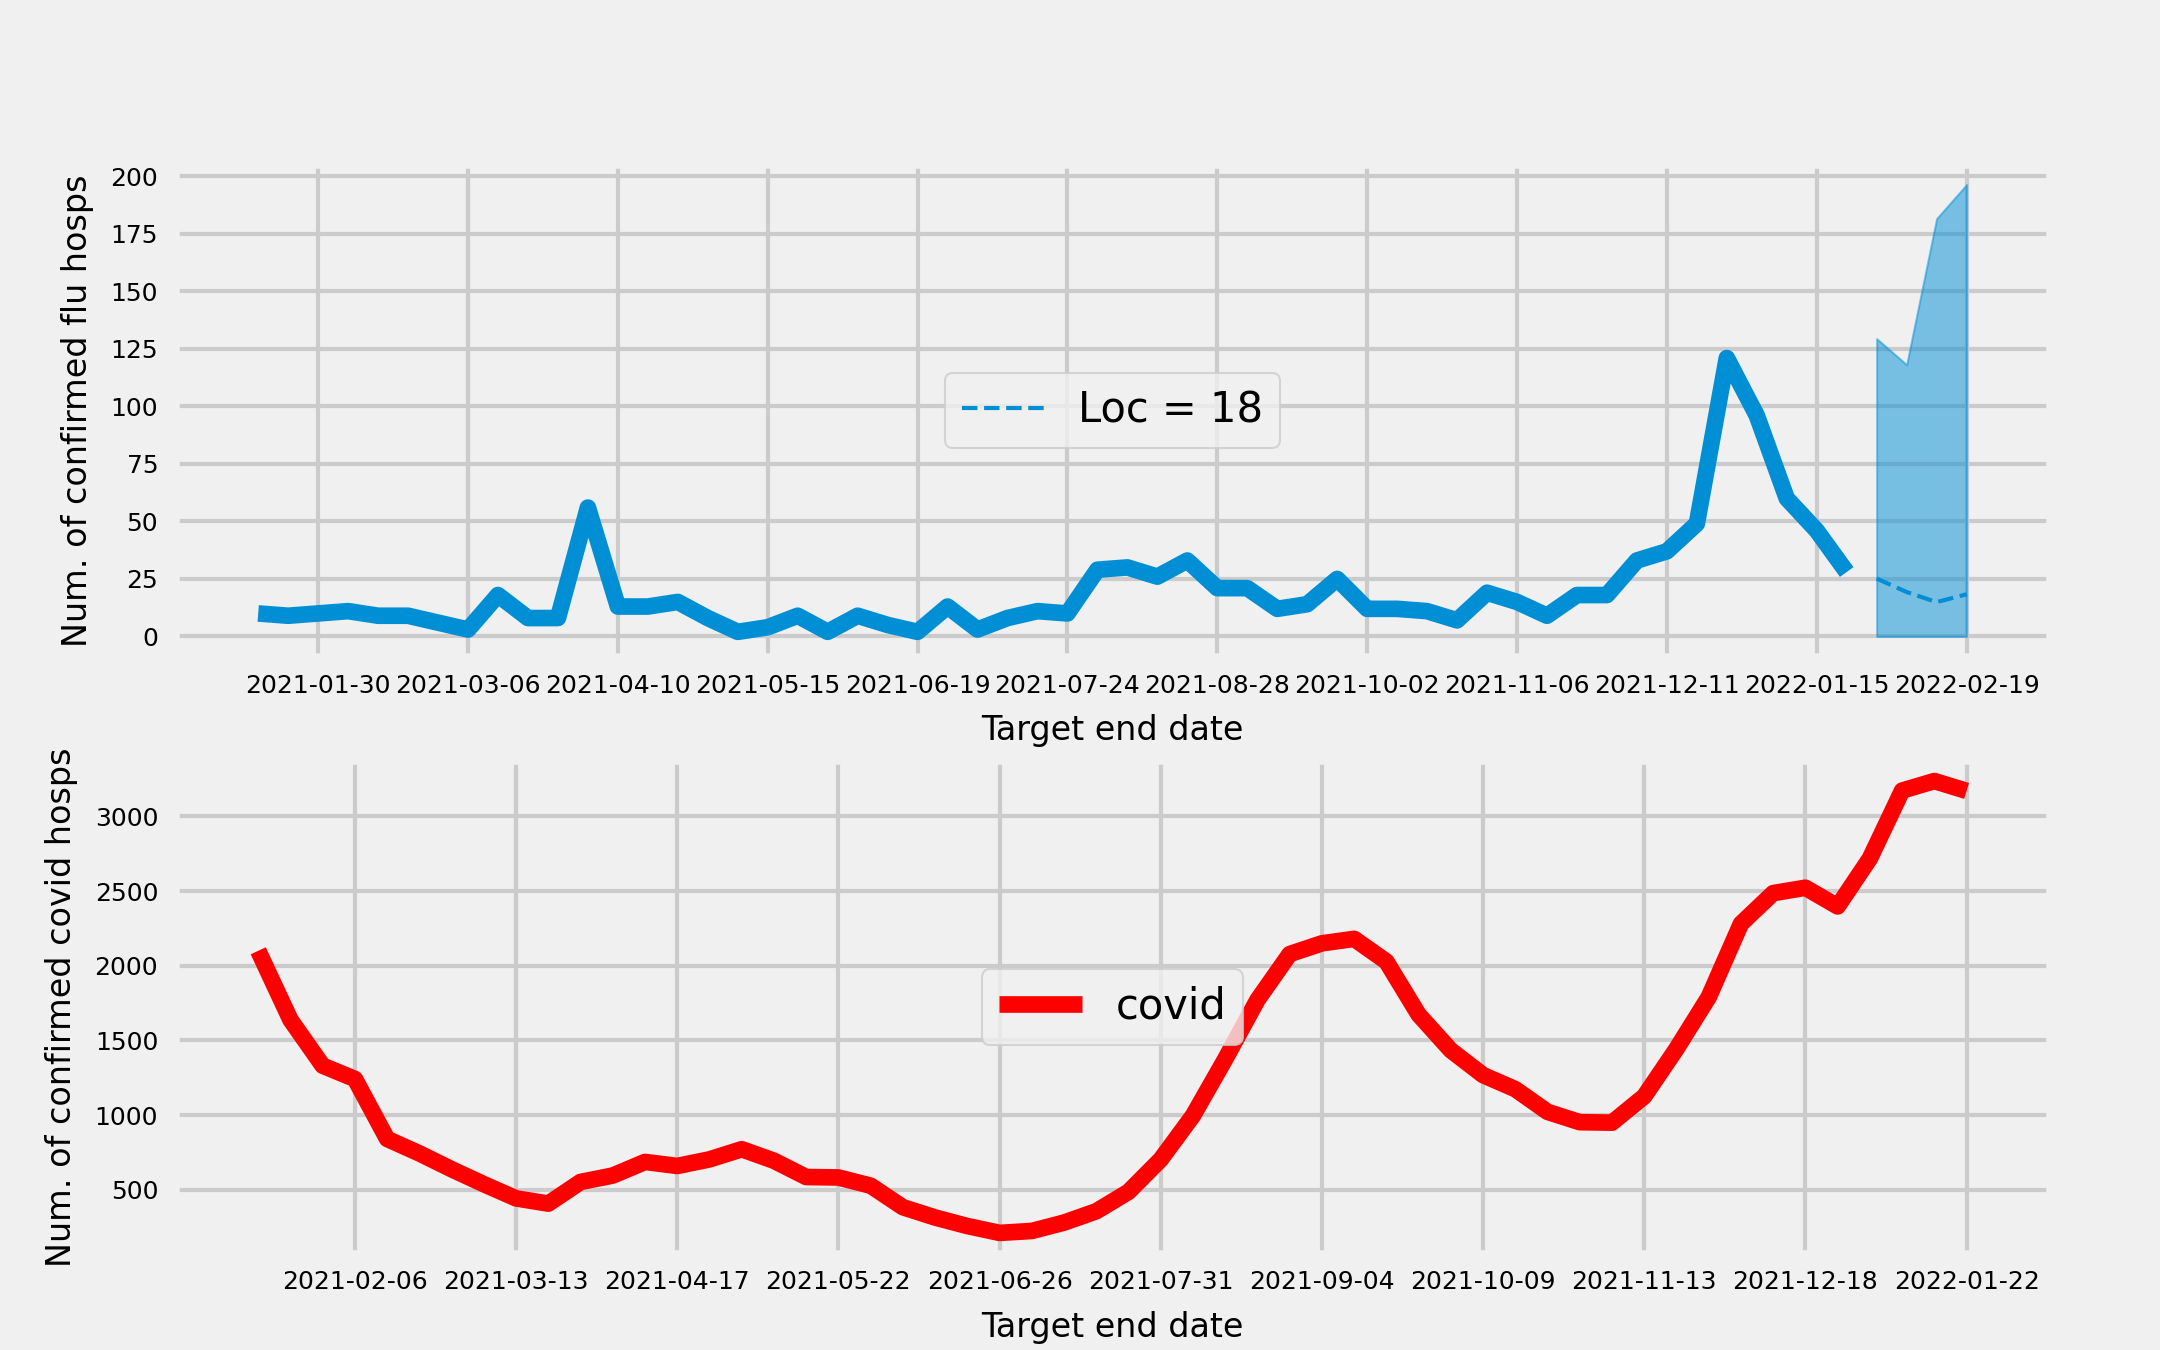 Num. of confirmed flu hosps
200
175
150
125
100
75
50
25
0
Loc = 18
2021-01-30 2021-03-06 2021-04-10 2021-05-15 2021-06-19 2021-07-24 2021-08-28 2021-10-02 2021-11-06 2021-12-11 2022-01-15 2022-02-19
Target end date
Num. of confirmed covid hosps
3000
2500
2000
1500
1000
500
covid
2021-02-06 2021-03-13 2021-04-17 2021-05-22 2021-06-26 2021-07-31 2021-09-04 2021-10-09 2021-11-13 2021-12-18 2022-01-22
Target end date